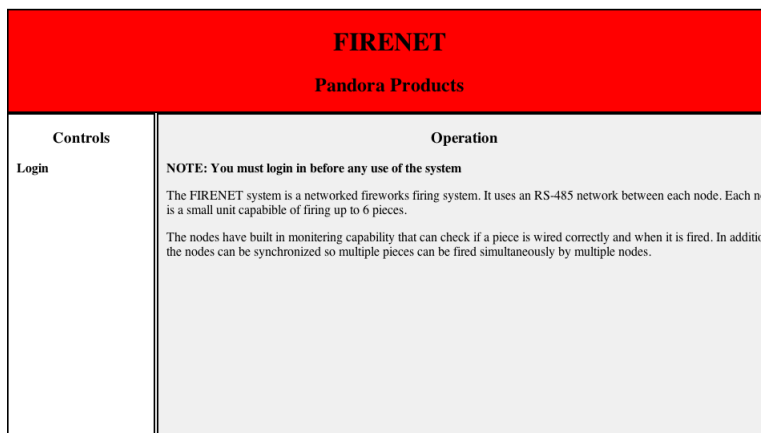 FIRENET
Pandora Products
Controls
Login
Operation
NOTE: You must login in before any use of the system
The FIRENET system is a networked fireworks firing system. It uses an RS-485 network between each node. Each
is a small unit capabible of firing up to 6 pieces.
The nodes have built in monitering capability that can check if a piece is wired correctly and when it is fired. In
the nodes can be synchronized so multiple pieces can be fired simultaneously by multiple nodes.